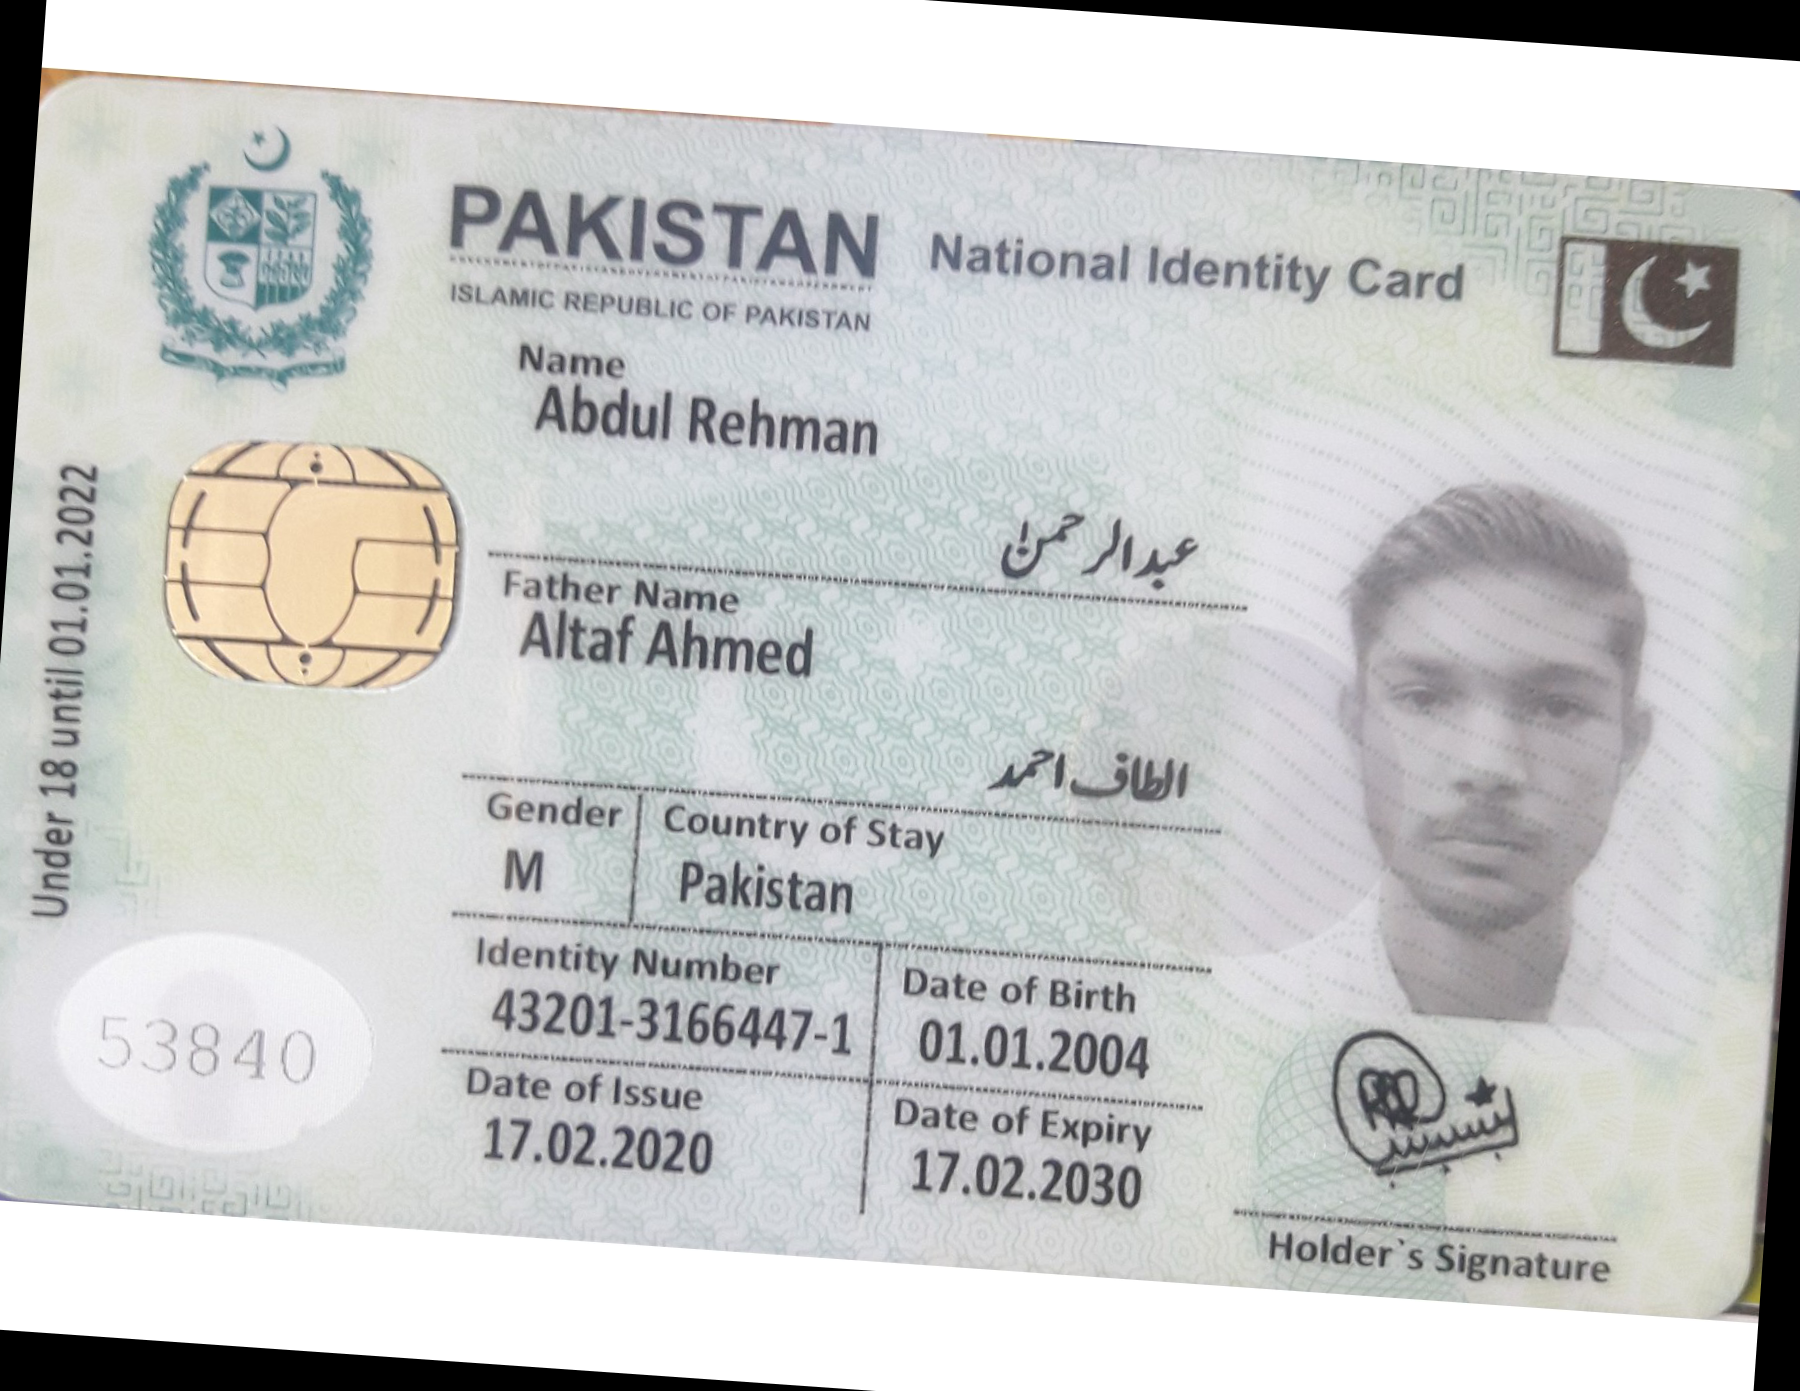 PAKISTAN National Identity Card
ISLAMIC REPUBLIC OF PAKISTAN
Name
Abdul Rehman
عبدالرحمٰن
Father Name
Altaf Ahmed
الطاف احمد
Gender Country of Stay
M Pakistan
Identity Number Date of Birth
43201-3166447-1 01.01.2004
Date of Issue Date of Expiry
17.02.2020 17.02.2030
Holder`s Signature
Under 18 until 01.01.2022
53840